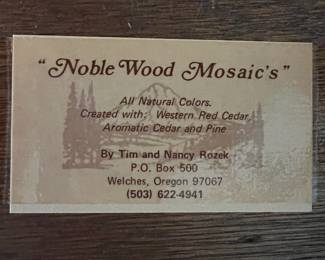 "Noble Wood Mosaic's"
All Natural Colors.
Created with: Western Red Cedar
Aromatic Cedar and Pine
By Tim and Nancy Rozek
P.O. Box 500
Welches, Oregon 97067
(503) 622-4941